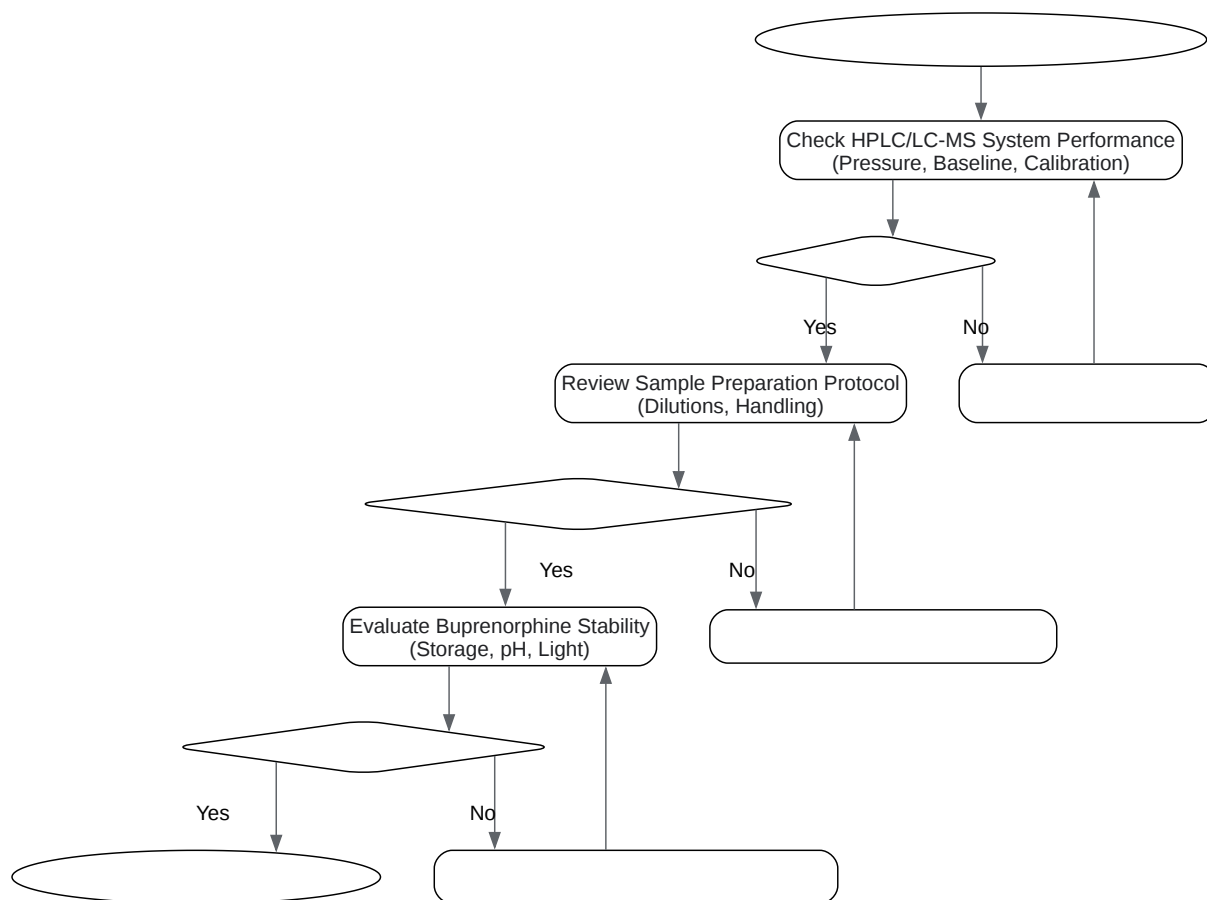 Check HPLC/LC-MS System Performance
(Pressure, Baseline, Calibration)
Yes
No
Review Sample Preparation Protocol
(Dilutions, Handling)
Yes
No
Evaluate Buprenorphine Stability
(Storage, pH, Light)
Yes
No